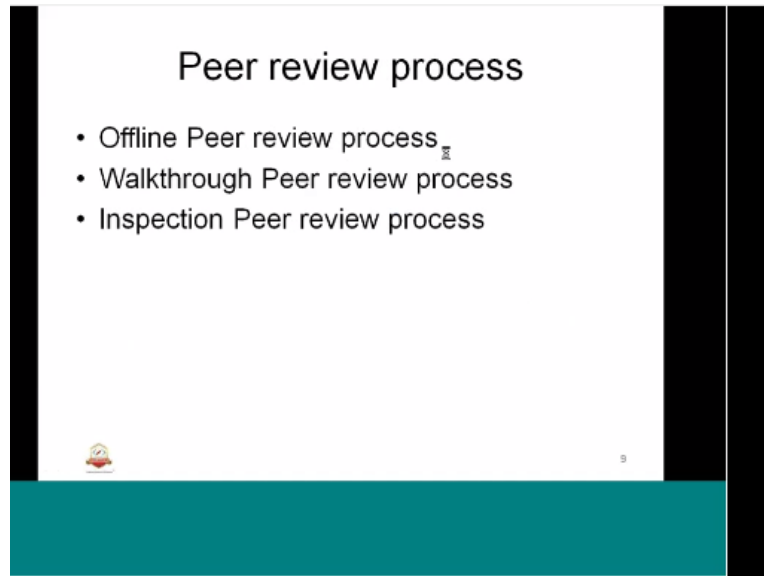 Peer review process
• Offline Peer review process
• Walkthrough Peer review process
• Inspection Peer review process
9